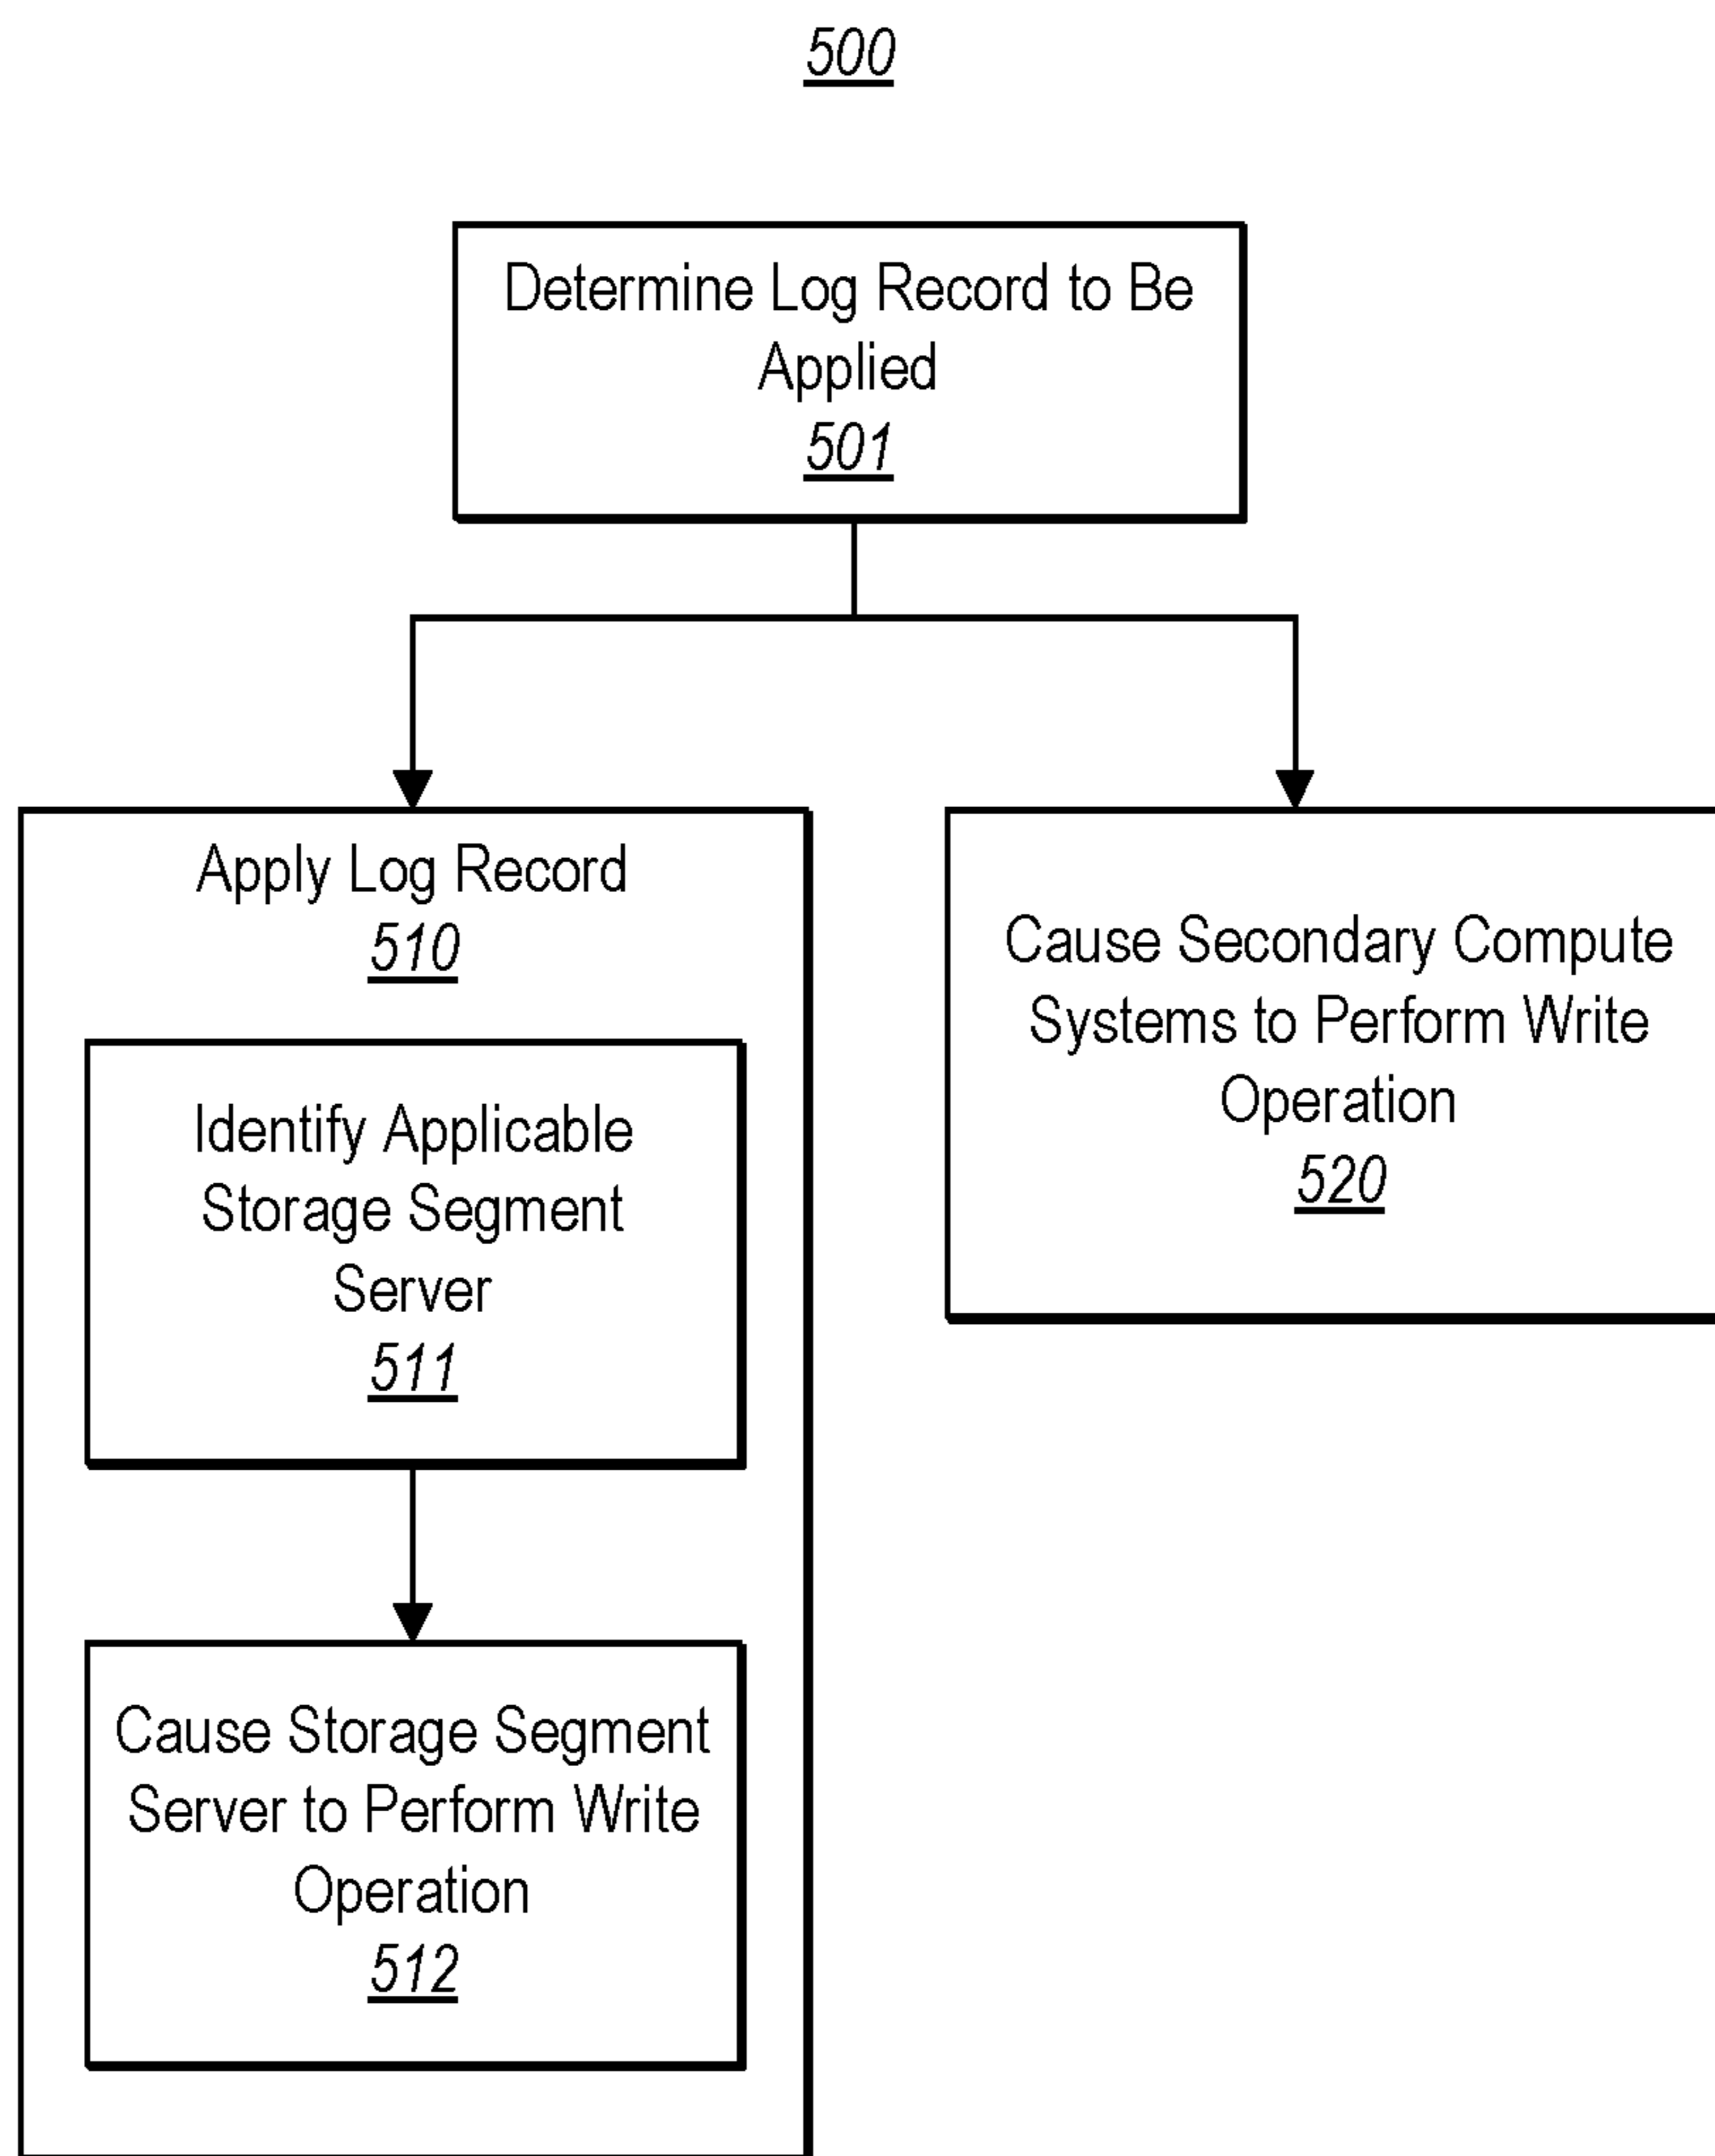 500
Determine Log Record to Be
Applied
501
Apply Log Record
510
Identify Applicable
Storage Segment
Server
511
Cause Storage Segment
Server to Perform Write
Operation
512
Cause Secondary Compute
Systems to Perform Write
Operation
520